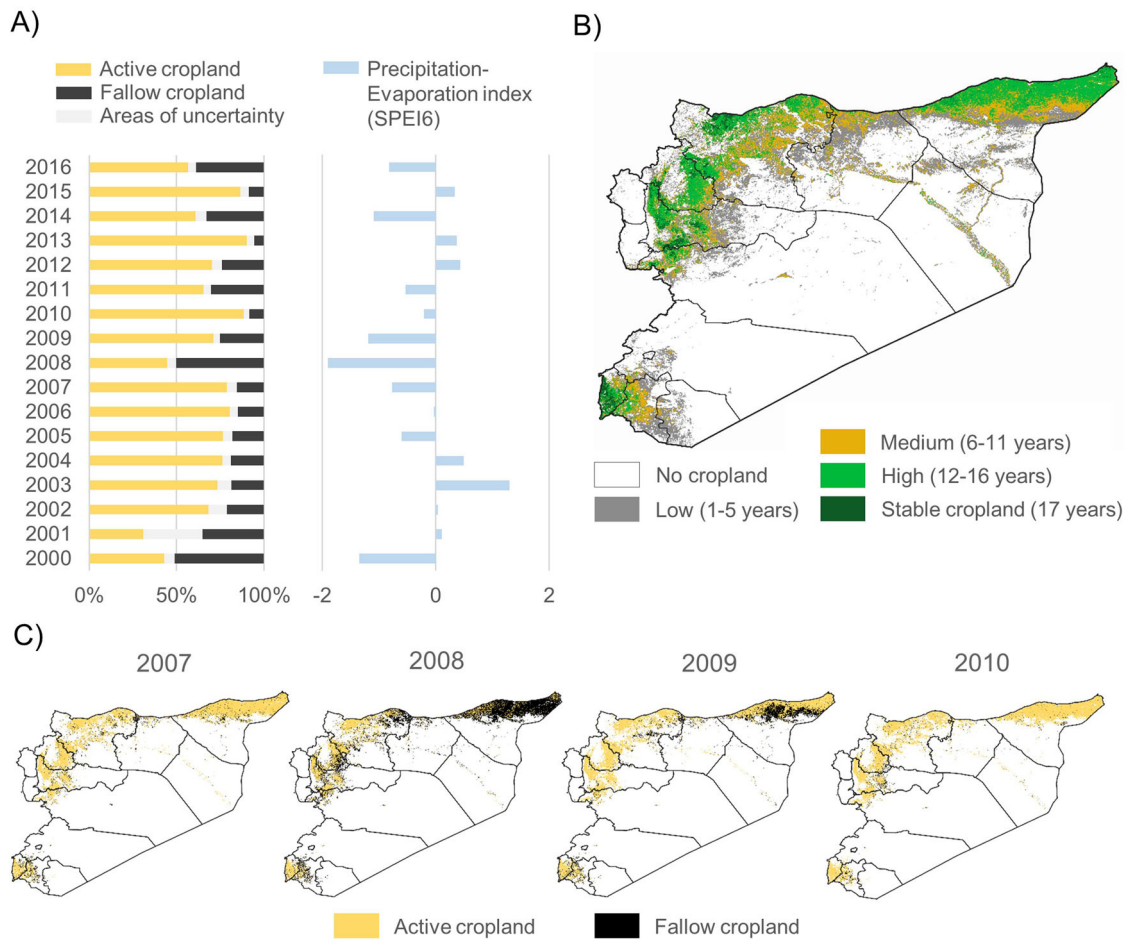 A)
Active cropland
Fallow cropland
Areas of uncertainty
Precipitation-
Evaporation index
(SPEI6)
2016
2015
2014
2013
2012
2011
2010
2009
2008
2007
2006
2005
2004
2003
2002
2001
2000
0%
50%
100%
-2
0
2
B)
No cropland
Low (1-5 years)
Medium (6-11 years)
High (12-16 years)
Stable cropland (17 years)
C)
2007
2008
2009
2010
Active cropland
Fallow cropland